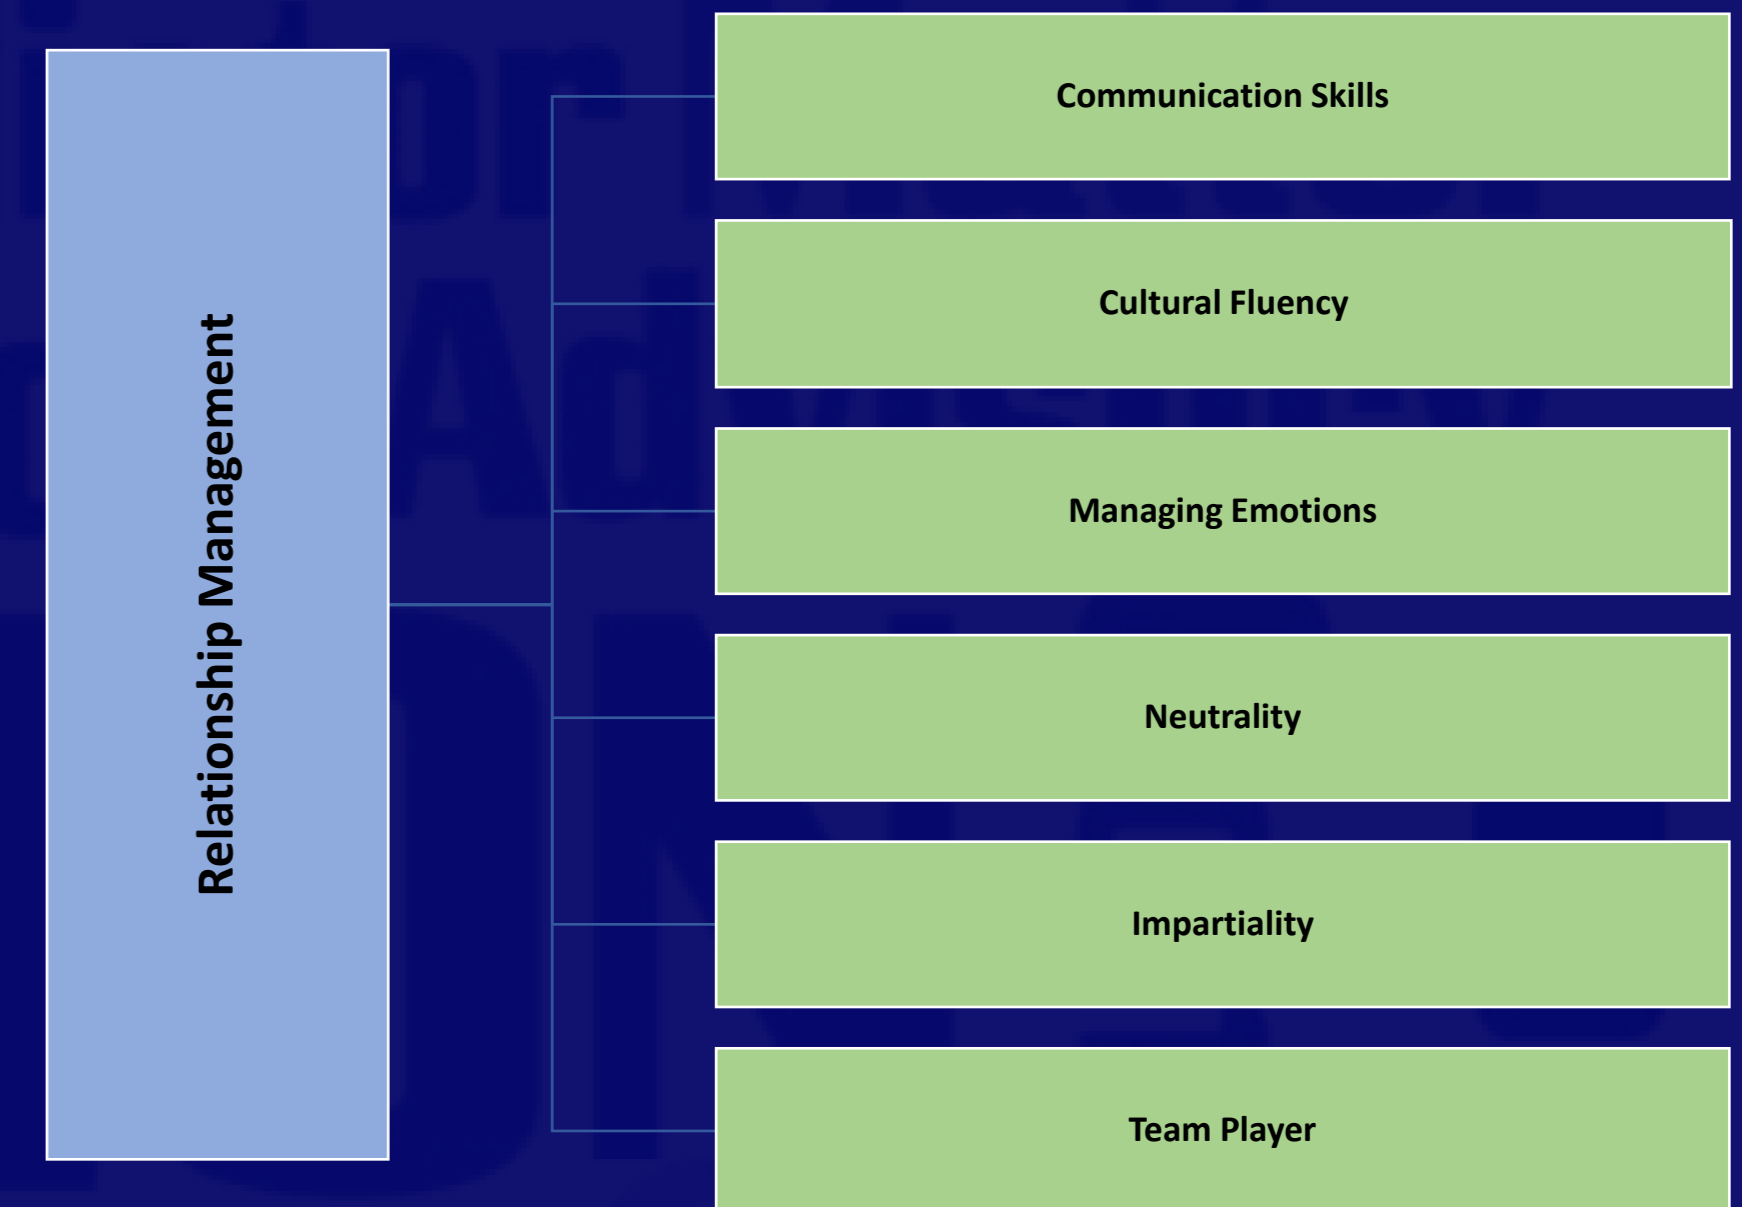 Relationship Management
Communication Skills
Cultural Fluency
Managing Emotions
Neutrality
Impartiality
Team Player